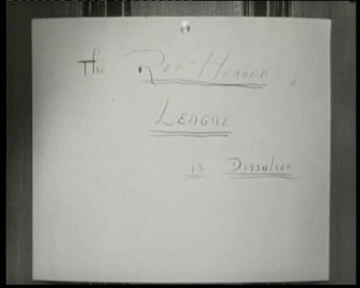 The Red-Headed
League
is Dissolved